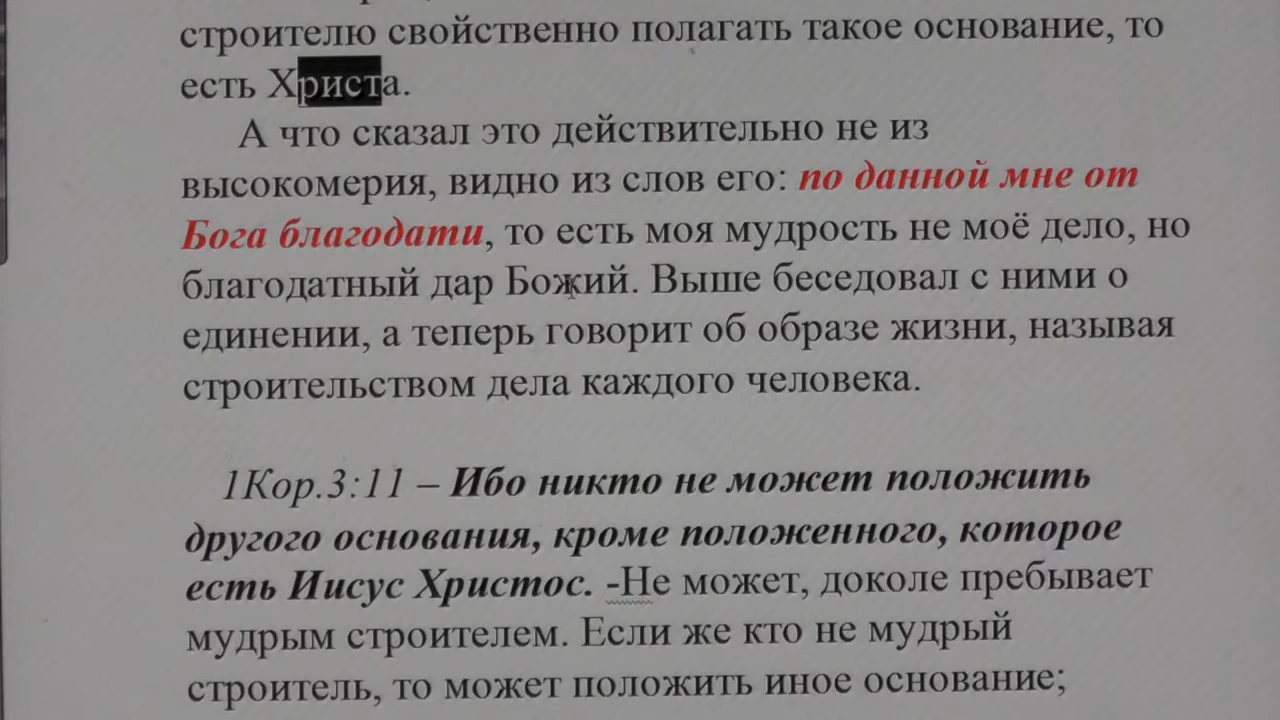 строителю свойственно полагать такое основание, то
есть Христа.
А что сказал это действительно не из
высокомерия, видно из слов его: по данной мне от
Бога благодати, то есть моя мудрость не моё дело, но
благодатный дар Божий. Выше беседовал с ними о
единении, а теперь говорит об образе жизни, называя
строительством дела каждого человека.
1Кор.3:11 – Ибо никто не может положить
другого основания, кроме положенного, которое
есть Иисус Христос. -Не может, доколе пребывает
мудрым строителем. Если же кто не мудрый
строитель, то может положить иное основание;